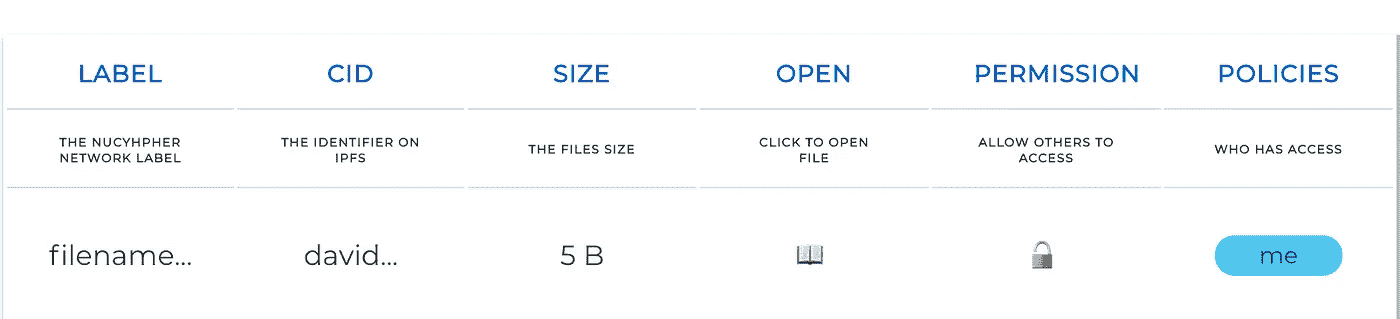 LABEL CID SIZE OPEN PERMISSION POLICIES
THE NUCYHPHER NETWORK LABEL THE IDENTIFIER ON IPFS THE FILES SIZE CLICK TO OPEN FILE ALLOW OTHERS TO ACCESS WHO HAS ACCESS
filename... david... 5 B me